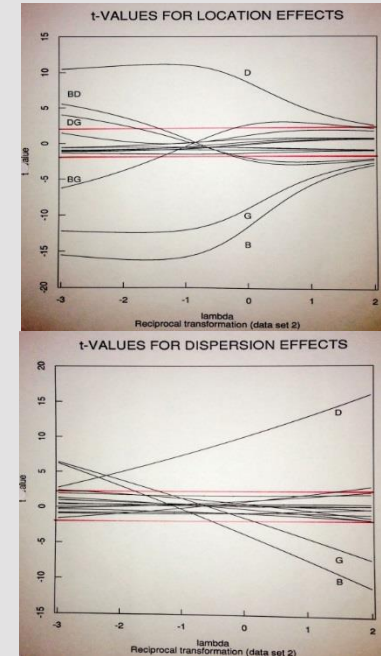 t-VALUES FOR LOCATION EFFECTS
15
10
5
0
-5
-10
-15
-20
D
BD
DG
BG
G
B
-3
-2
-1
0
1
2
lambda
Reciprocal transformation (data set 2)
t-VALUES FOR DISPERSION EFFECTS
20
15
10
5
0
-5
-10
-15
D
G
B
-3
-2
-1
0
1
2
lambda
Reciprocal transformation (data set 2)